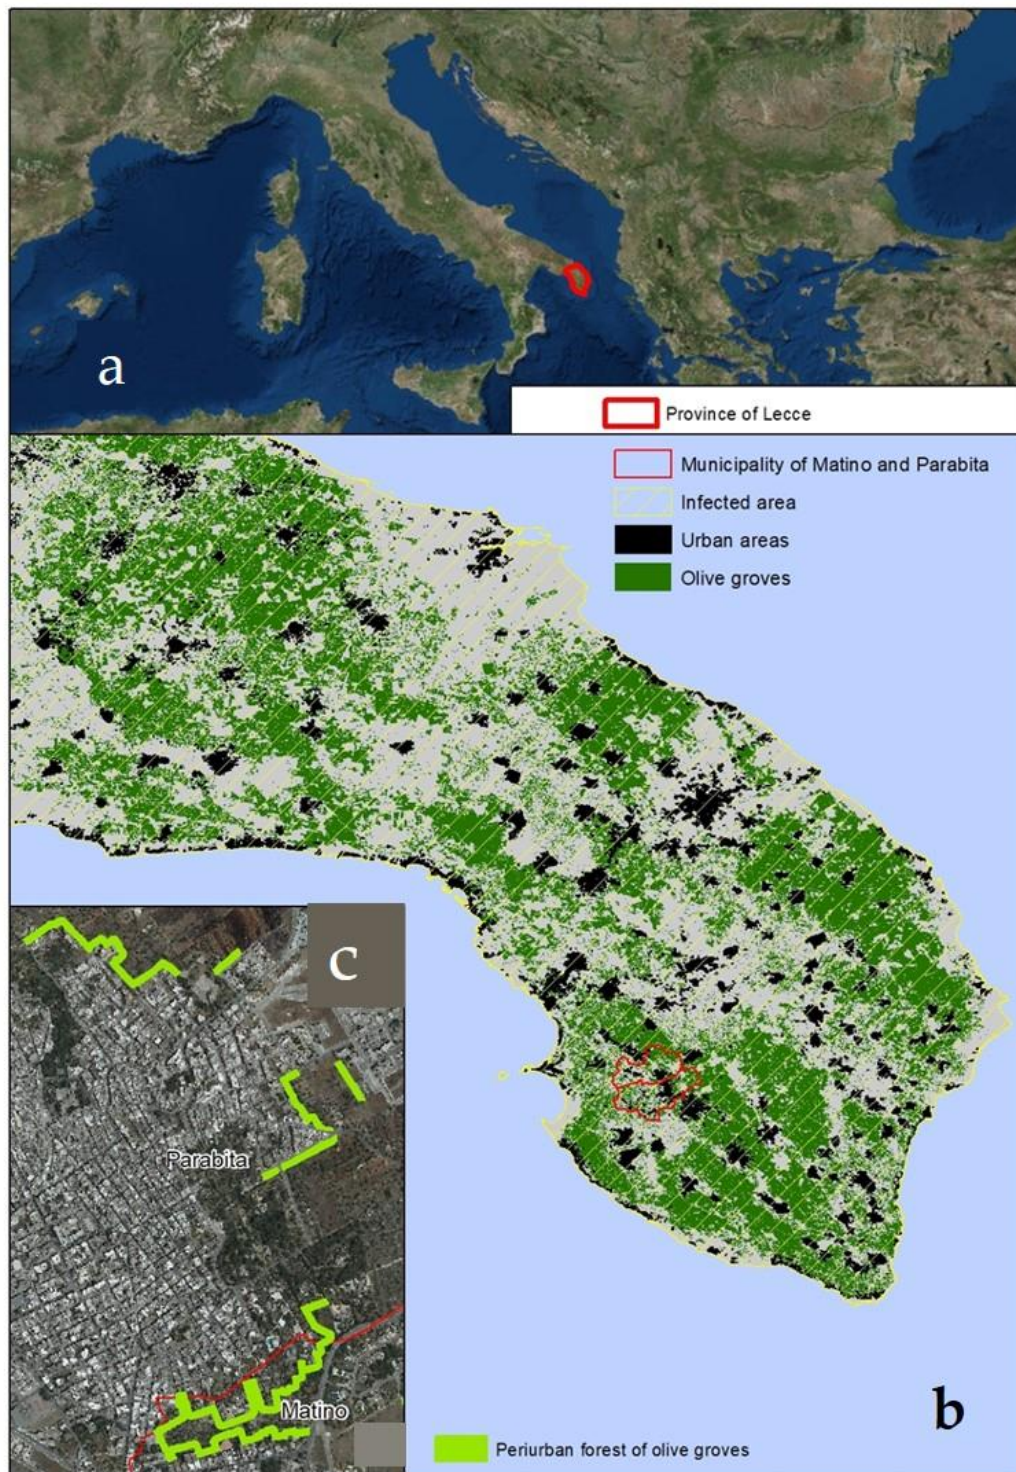 a
Province of Lecce
Municipality of Matino and Parabita
Infected area
Urban areas
Olive groves
c
Parabita
Matino
b
Periurban forest of olive groves